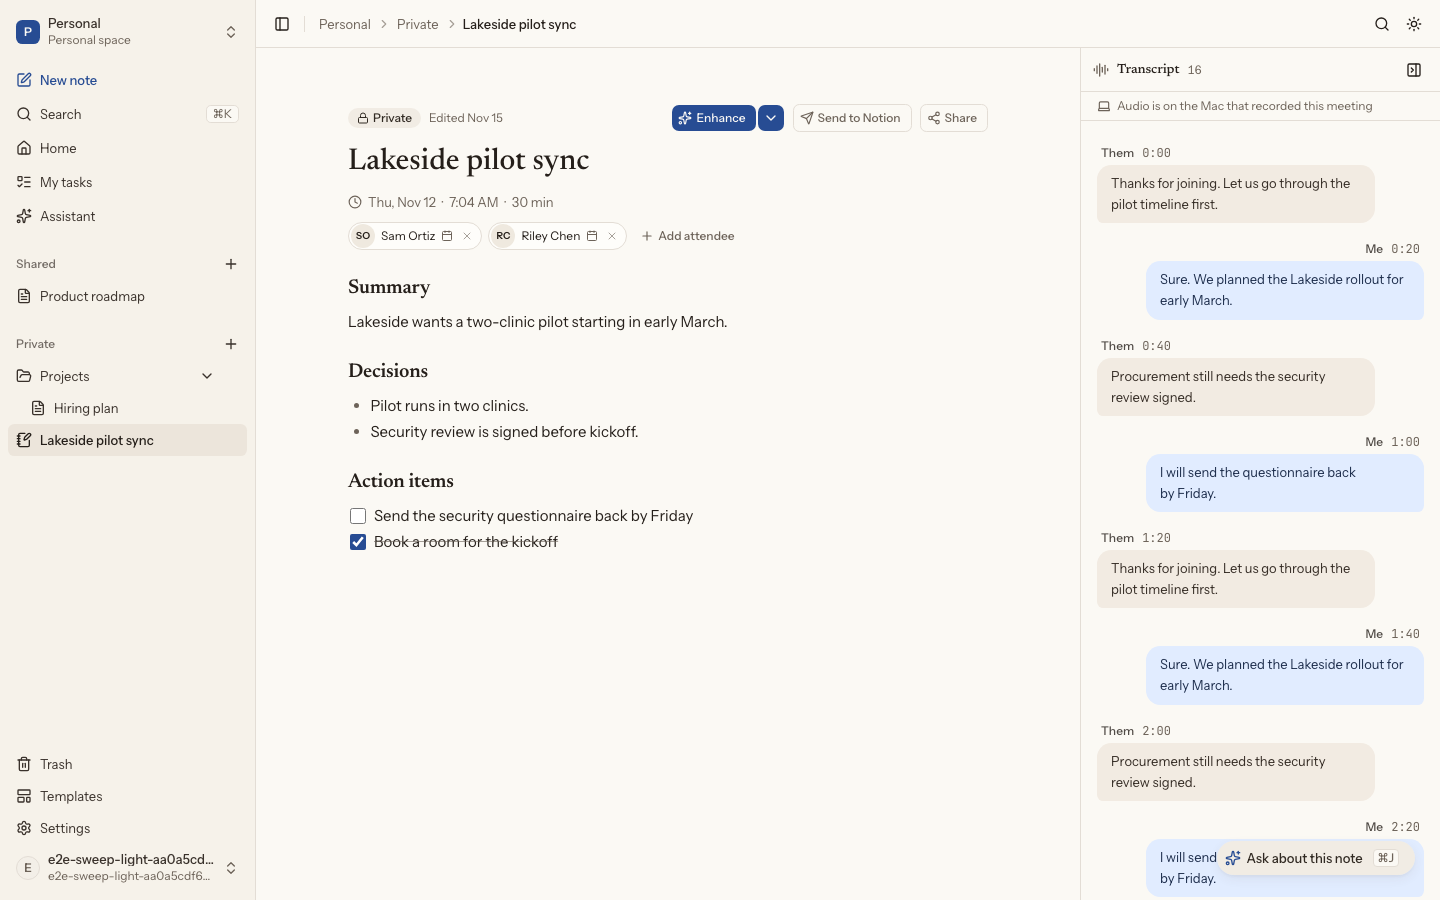 P
Personal
Personal space
New note
Search ⌘K
Home
My tasks
Assistant
Shared
Product roadmap
Private
Projects
Hiring plan
Lakeside pilot sync
Trash
Templates
Settings
E
e2e-sweep-light-aa0a5cd...
e2e-sweep-light-aa0a5cdf6...
Personal > Private > Lakeside pilot sync
Private Edited Nov 15
Enhance
Send to Notion
Share
Lakeside pilot sync
Thu, Nov 12 · 7:04 AM · 30 min
SO Sam Ortiz
RC Riley Chen
Add attendee
Summary
Lakeside wants a two-clinic pilot starting in early March.
Decisions
• Pilot runs in two clinics.
• Security review is signed before kickoff.
Action items
Send the security questionnaire back by Friday
Book a room for the kickoff
Transcript 16
Audio is on the Mac that recorded this meeting
Them 0:00
Thanks for joining. Let us go through the
pilot timeline first.
Me 0:20
Sure. We planned the Lakeside rollout for
early March.
Them 0:40
Procurement still needs the security
review signed.
Me 1:00
I will send the questionnaire back
by Friday.
Them 1:20
Thanks for joining. Let us go through the
pilot timeline first.
Me 1:40
Sure. We planned the Lakeside rollout for
early March.
Them 2:00
Procurement still needs the security
review signed.
Me 2:20
I will send
by Friday.
Ask about this note ⌘J